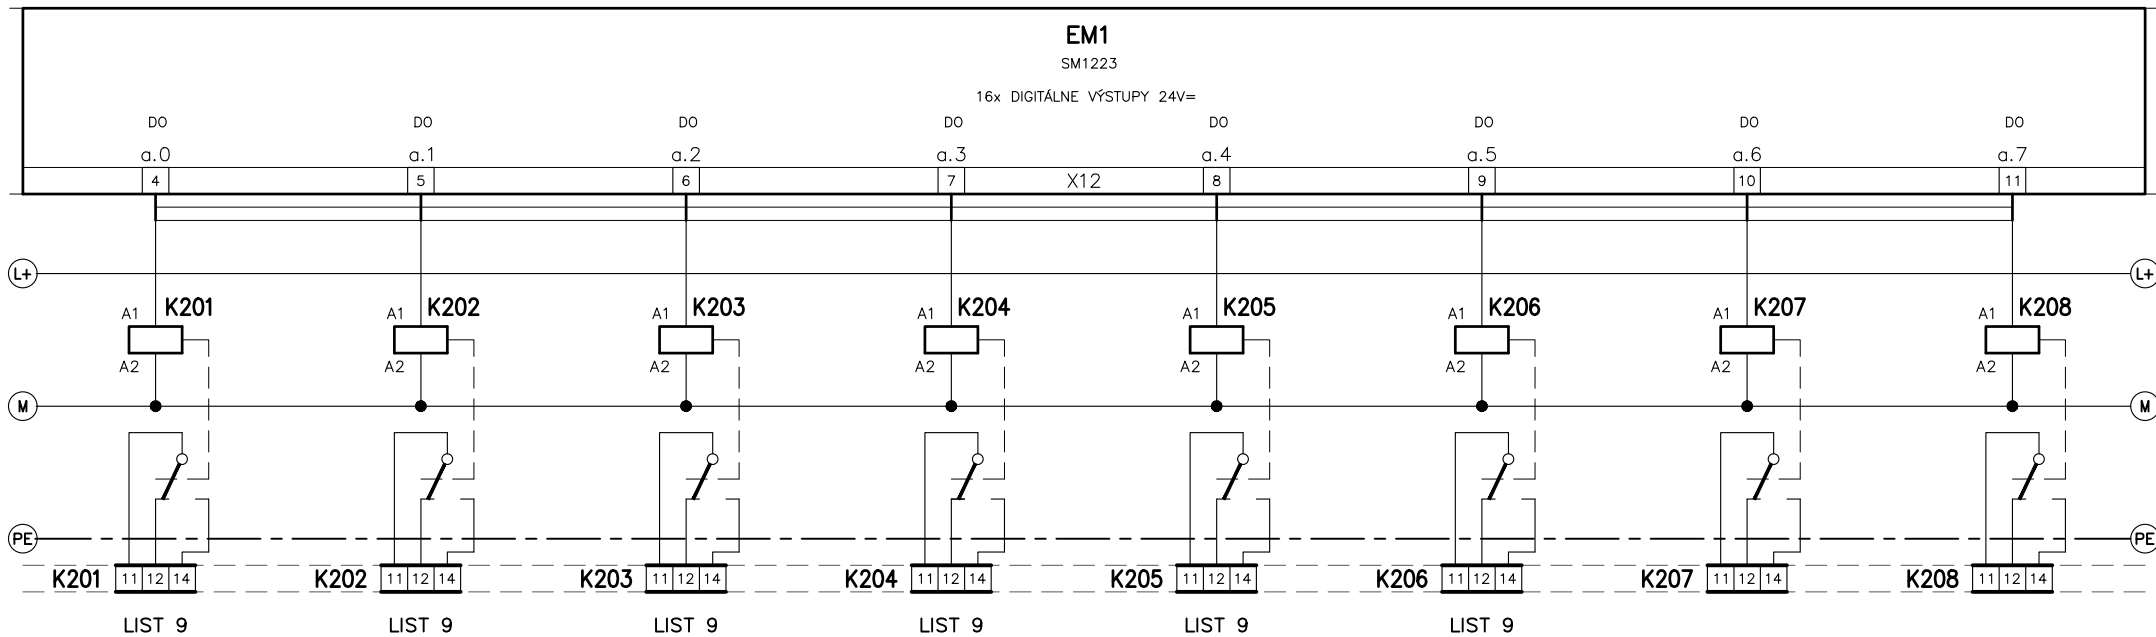 EM1
SM1223
16x DIGITÁLNE VÝSTUPY 24V=
DO DO DO DO DO DO DO DO
a.0 a.1 a.2 a.3 a.4 a.5 a.6 a.7
4 5 6 7 X12 8 9 10 11
L+ L+
A1 K201 A1 K202 A1 K203 A1 K204 A1 K205 A1 K206 A1 K207 A1 K208
A2 A2 A2 A2 A2 A2 A2 A2
M M
PE PE
K201 11 12 14 K202 11 12 14 K203 11 12 14 K204 11 12 14 K205 11 12 14 K206 11 12 14 K207 11 12 14 K208 11 12 14
LIST 9 LIST 9 LIST 9 LIST 9 LIST 9 LIST 9